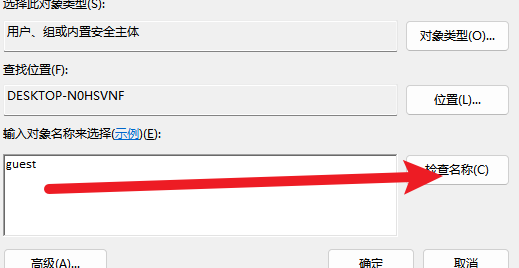 选择此对象类型(S):
用户、组或内置安全主体
对象类型(O)...
查找位置(F):
DESKTOP-N0HSVNF
位置(L)...
输入对象名称来选择(示例)(E):
guest
检查名称(C)
高级(A)...
确定
取消